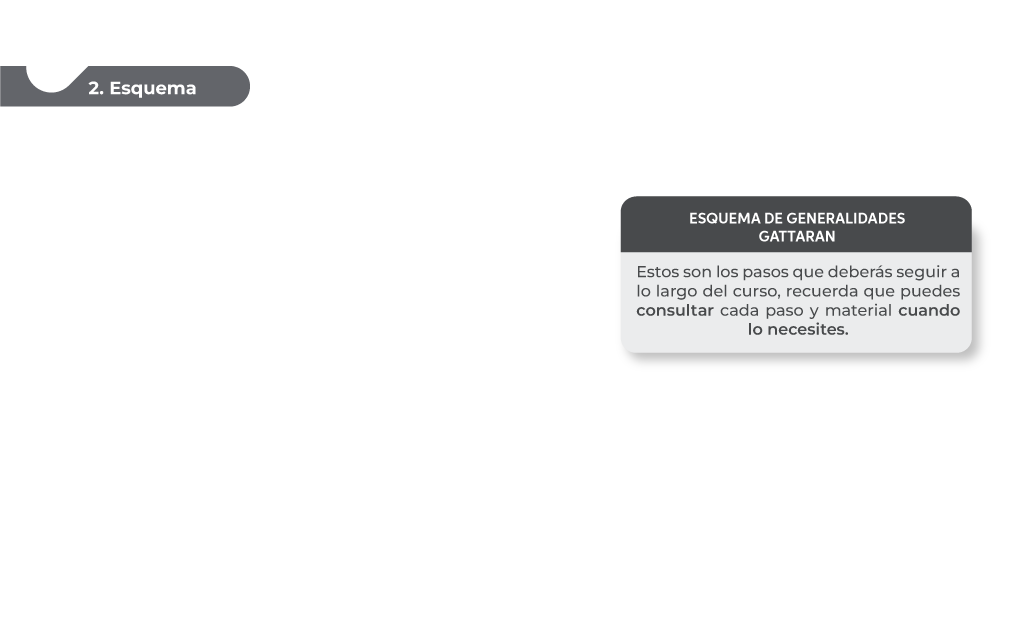 2. Esquema
ESQUEMA DE GENERALIDADES
GATTARAN
Estos son los pasos que deberás seguir a
lo largo del curso, recuerda que puedes
consultar cada paso y material cuando
lo necesites.